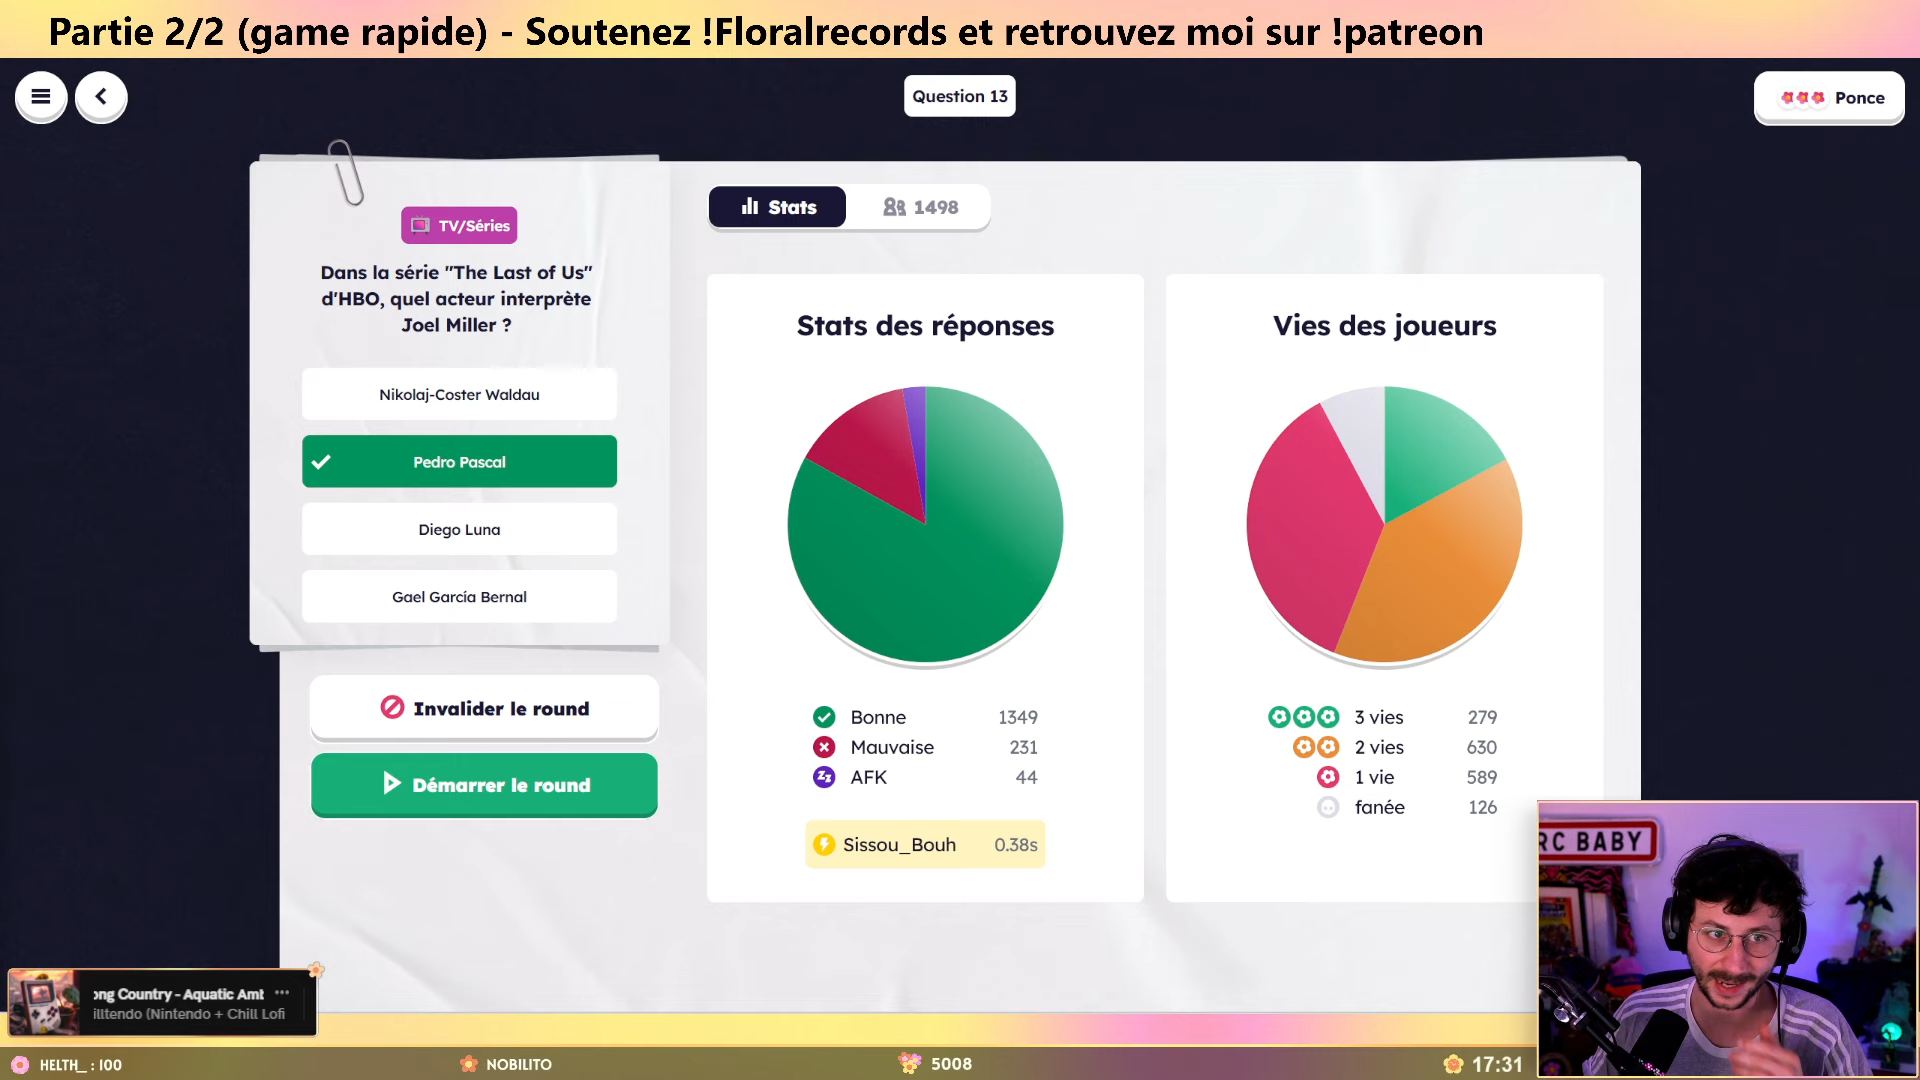 Partie 2/2 (game rapide) - Soutenez !Floralrecords et retrouvez moi sur !patreon
Question 13
Ponce
TV/Séries
Dans la série "The Last of Us"
d'HBO, quel acteur interprète
Joel Miller ?
Nikolaj-Coster Waldau
Pedro Pascal
Diego Luna
Gael García Bernal
Invalider le round
Démarrer le round
Stats
1498
Stats des réponses
Bonne 1349
Mauvaise 231
AFK 44
Sissou_Bouh 0.38s
Vies des joueurs
3 vies 279
2 vies 630
1 vie 589
fanée 126
RC BABY
ong Country - Aquatic Aml
illtendo (Nintendo + Chill Lofi
HELTH_ : 100
NOBILITO
5008
17:31